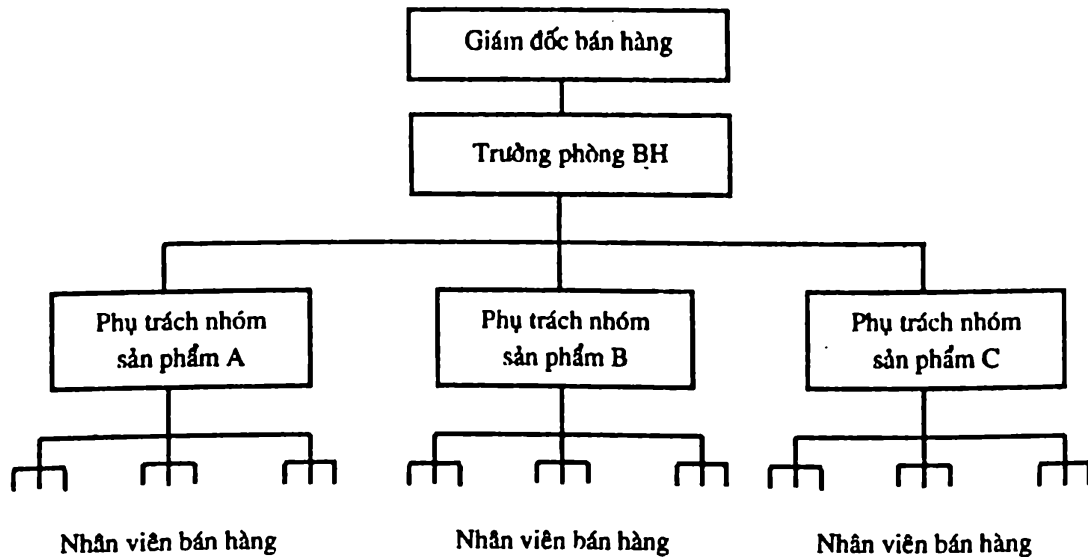 Giám đốc bán hàng
Trưởng phòng BH
Phụ trách nhóm
sản phẩm A
Phụ trách nhóm
sản phẩm B
Phụ trách nhóm
sản phẩm C
Nhân viên bán hàng
Nhân viên bán hàng
Nhân viên bán hàng